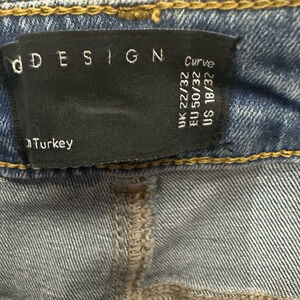 DESIGN
Curve
UK 22/32
EU 50/32
US 18/32
Turkey